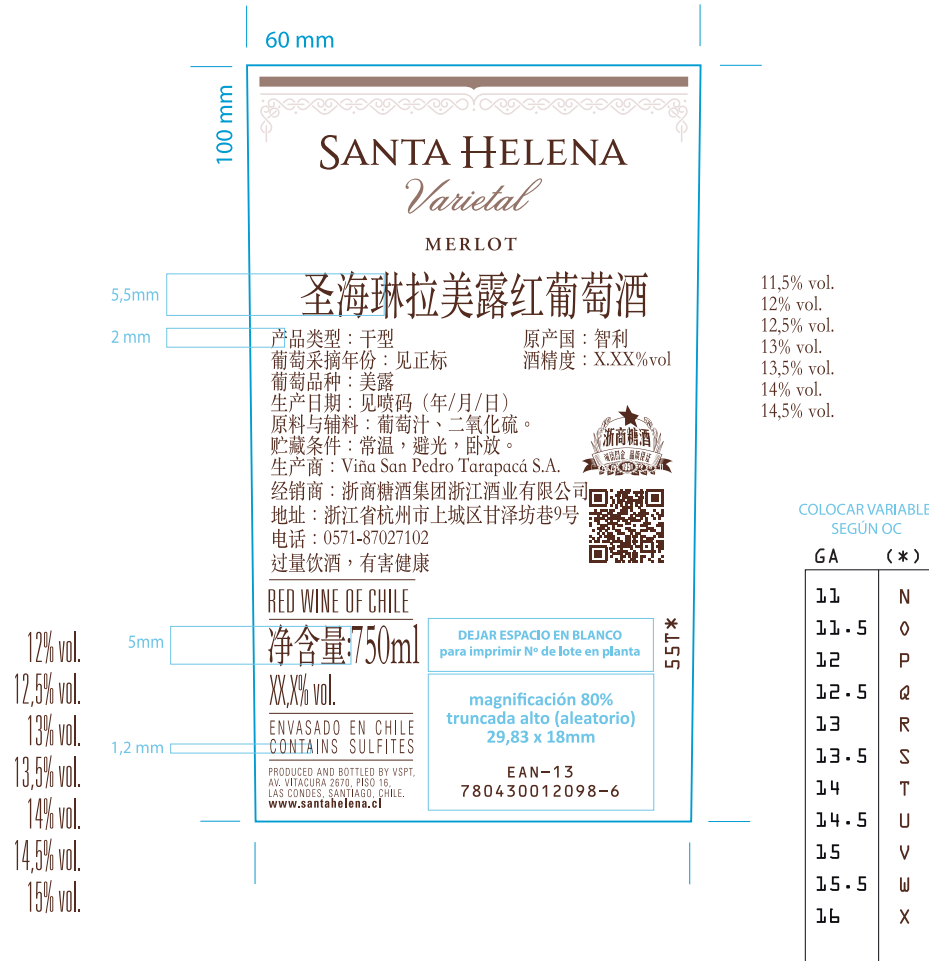 60 mm
100 mm
SANTA HELENA
Varietal
MERLOT
5,5mm
圣海琳拉美露红葡萄酒
2 mm
产品类型：干型
原产国：智利
葡萄采摘年份：见正标
酒精度：X.XX%vol
葡萄品种：美露
生产日期：见喷码（年/月/日）
原料与辅料：葡萄汁、二氧化硫。
贮藏条件：常温，避光，卧放。
生产商：Viña San Pedro Tarapacá S.A.
经销商：浙商糖酒集团浙江酒业有限公司
地址：浙江省杭州市上城区甘泽坊巷9号
电话：0571-87027102
过量饮酒，有害健康
浙商糖酒
RED WINE OF CHILE
5mm
净含量:750ml
XX,X% vol.
1,2 mm
ENVASADO EN CHILE
CONTAINS SULFITES
PRODUCED AND BOTTLED BY VSPT,
AV. VITACURA 2670, PISO 16,
LAS CONDES, SANTIAGO, CHILE.
www.santahelena.cl
DEJAR ESPACIO EN BLANCO
para imprimir Nº de lote en planta
55T*
magnificación 80%
truncada alto (aleatorio)
29,83 x 18mm
EAN-13
780430012098-6
12% vol.
12,5% vol.
13% vol.
13,5% vol.
14% vol.
14,5% vol.
15% vol.
11,5% vol.
12% vol.
12,5% vol.
13% vol.
13,5% vol.
14% vol.
14,5% vol.
COLOCAR VARIABLE
SEGÚN OC
GA (*)
11 N
11.5 O
12 P
12.5 Q
13 R
13.5 S
14 T
14.5 U
15 V
15.5 W
16 X